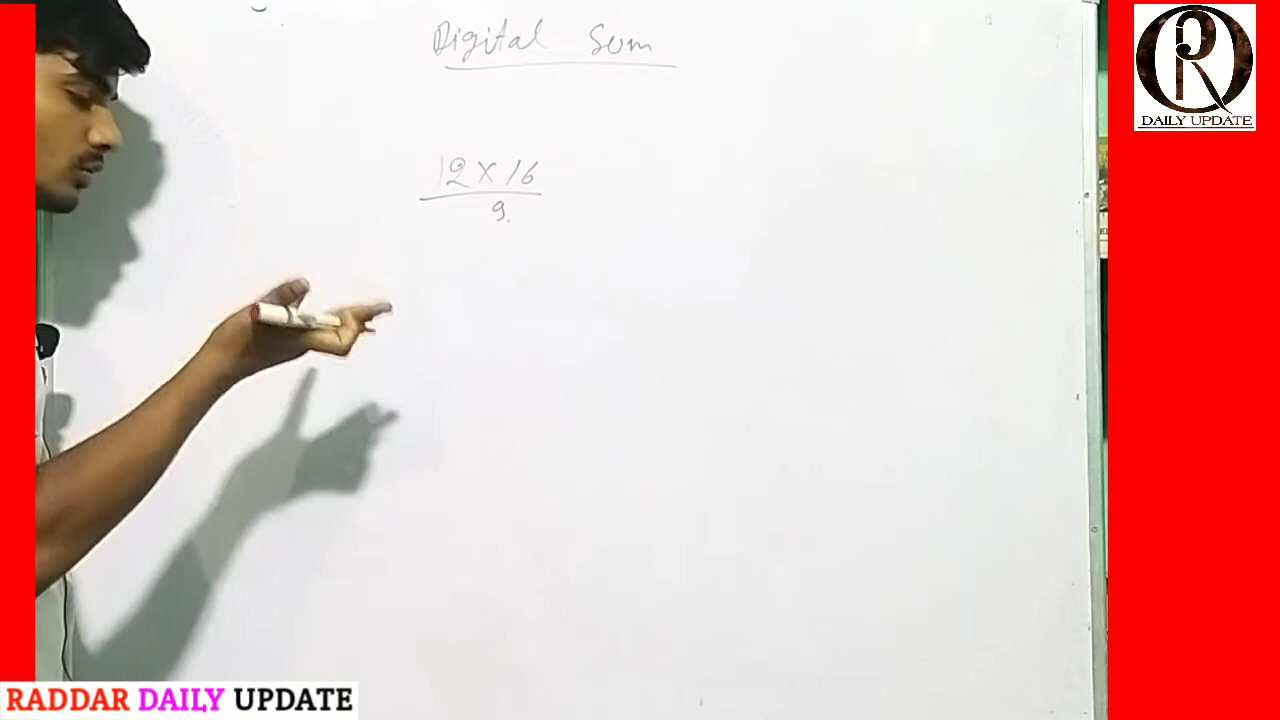 Digital Sum
12 × 16
9.
R
DAILY UPDATE
RADDAR DAILY UPDATE